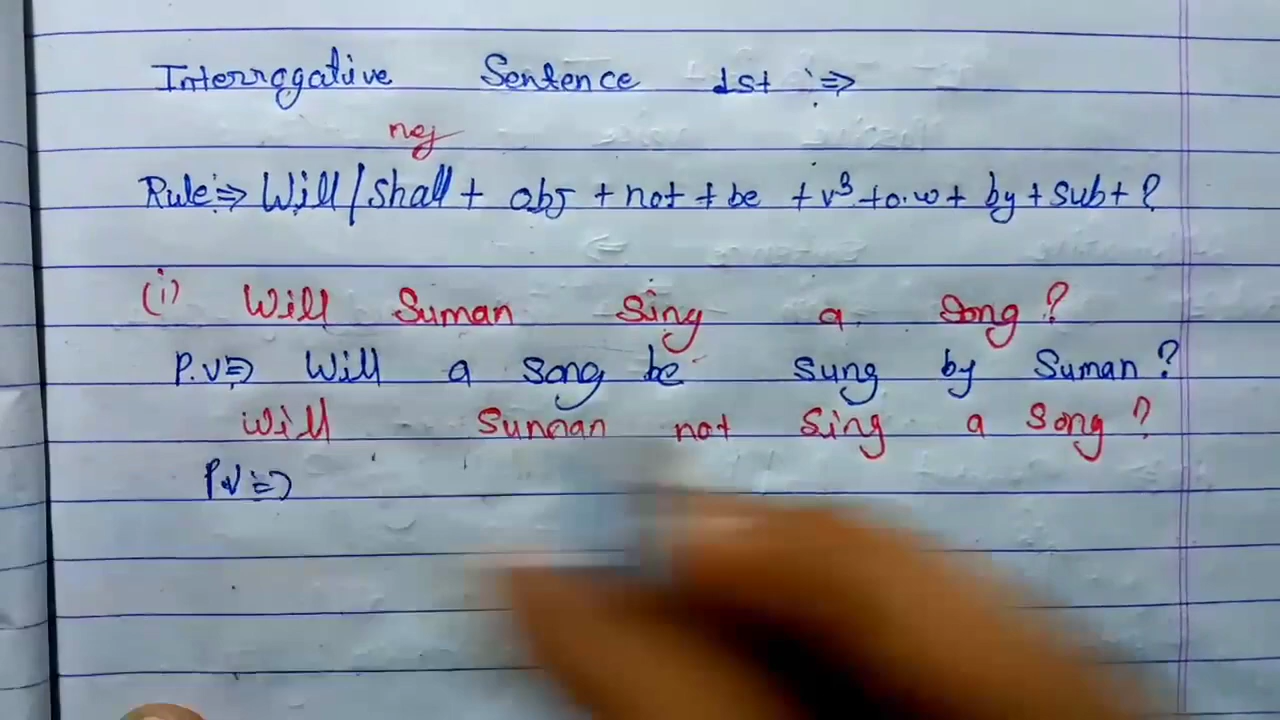 Interrogative Sentence 1st :⇒
neg
Rule:⇒ Will/Shall + obj + not + be + v³ + o.w + by + sub + ?
(i) Will Suman Sing a Song?
P.V⇒ Will a song be sung by Suman?
Will Suman not Sing a Song?
P.V⇒